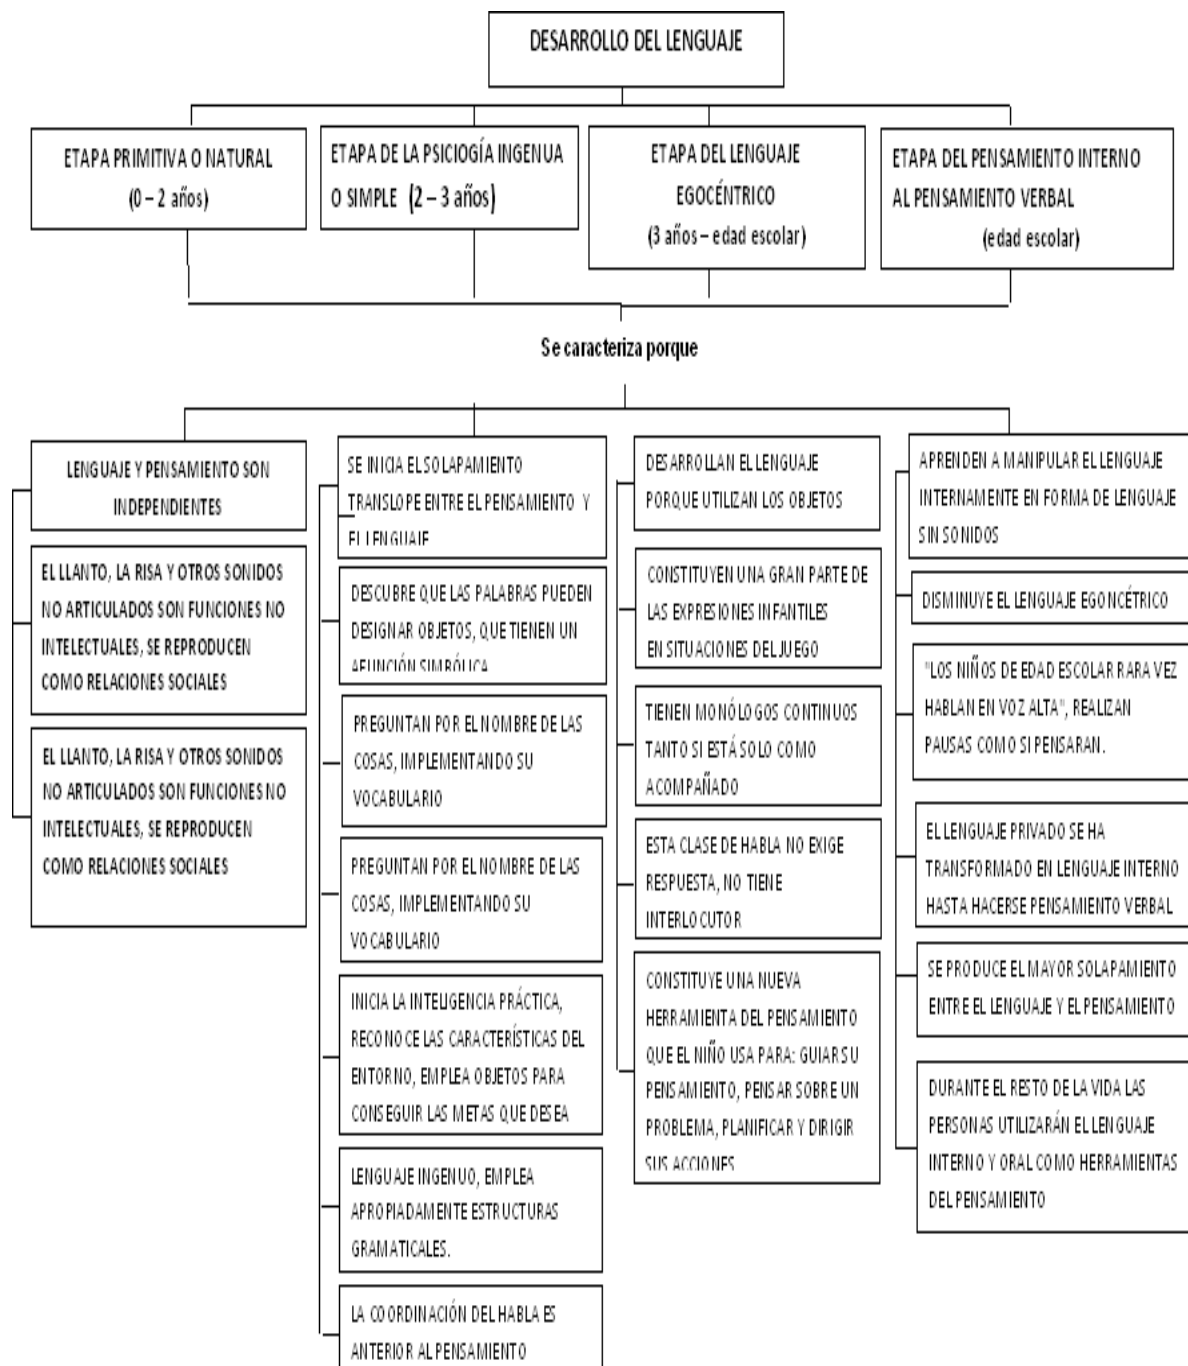 DESARROLLO DEL LENGUAJE
ETAPA PRIMITIVA O NATURAL
(0 – 2 años)
ETAPA DE LA PSICIOGÍA INGENUA
O SIMPLE (2 – 3 años)
ETAPA DEL LENGUAJE
EGOCÉNTRICO
(3 años – edad escolar)
ETAPA DEL PENSAMIENTO INTERNO
AL PENSAMIENTO VERBAL
(edad escolar)
Se caracteriza porque
LENGUAJE Y PENSAMIENTO SON
INDEPENDIENTES
EL LLANTO, LA RISA Y OTROS SONIDOS
NO ARTICULADOS SON FUNCIONES NO
INTELECTUALES, SE REPRODUCEN
COMO RELACIONES SOCIALES
EL LLANTO, LA RISA Y OTROS SONIDOS
NO ARTICULADOS SON FUNCIONES NO
INTELECTUALES, SE REPRODUCEN
COMO RELACIONES SOCIALES
SE INICIA EL SOLAPAMIENTO
TRANSLOPE ENTRE EL PENSAMIENTO Y
EL LENGUAJE
DESCUBRE QUE LAS PALABRAS PUEDEN
DESIGNAR OBJETOS, QUE TIENEN UN
AFUNCIÓN SIMBÓLICA
PREGUNTAN POR EL NOMBRE DE LAS
COSAS, IMPLEMENTANDO SU
VOCABULARIO
PREGUNTAN POR EL NOMBRE DE LAS
COSAS, IMPLEMENTANDO SU
VOCABULARIO
INICIA LA INTELIGENCIA PRÁCTICA,
RECONOCE LAS CARACTERÍSTICAS DEL
ENTORNO, EMPLEA OBJETOS PARA
CONSEGUIR LAS METAS QUE DESEA
LENGUAJE INGENUO, EMPLEA
APROPIADAMENTE ESTRUCTURAS
GRAMATICALES.
LA COORDINACIÓN DEL HABLA ES
ANTERIOR AL PENSAMIENTO
DESARROLLAN EL LENGUAJE
PORQUE UTILIZAN LOS OBJETOS
CONSTITUYEN UNA GRAN PARTE DE
LAS EXPRESIONES INFANTILES
EN SITUACIONES DEL JUEGO
TIENEN MONÓLOGOS CONTINUOS
TANTO SI ESTÁ SOLO COMO
ACOMPAÑADO
ESTA CLASE DE HABLA NO EXIGE
RESPUESTA, NO TIENE
INTERLOCUTOR
CONSTITUYE UNA NUEVA
HERRAMIENTA DEL PENSAMIENTO
QUE EL NIÑO USA PARA: GUIAR SU
PENSAMIENTO, PENSAR SOBRE UN
PROBLEMA, PLANIFICAR Y DIRIGIR
SUS ACCIONES
APRENDEN A MANIPULAR EL LENGUAJE
INTERNAMENTE EN FORMA DE LENGUAJE
SIN SONIDOS
DISMINUYE EL LENGUAJE EGONCÉTRICO
"LOS NIÑOS DE EDAD ESCOLAR RARA VEZ
HABLAN EN VOZ ALTA", REALIZAN
PAUSAS COMO SI PENSARAN.
EL LENGUAJE PRIVADO SE HA
TRANSFORMADO EN LENGUAJE INTERNO
HASTA HACERSE PENSAMIENTO VERBAL
SE PRODUCE EL MAYOR SOLAPAMIENTO
ENTRE EL LENGUAJE Y EL PENSAMIENTO
DURANTE EL RESTO DE LA VIDA LAS
PERSONAS UTILIZARÁN EL LENGUAJE
INTERNO Y ORAL COMO HERRAMIENTAS
DEL PENSAMIENTO